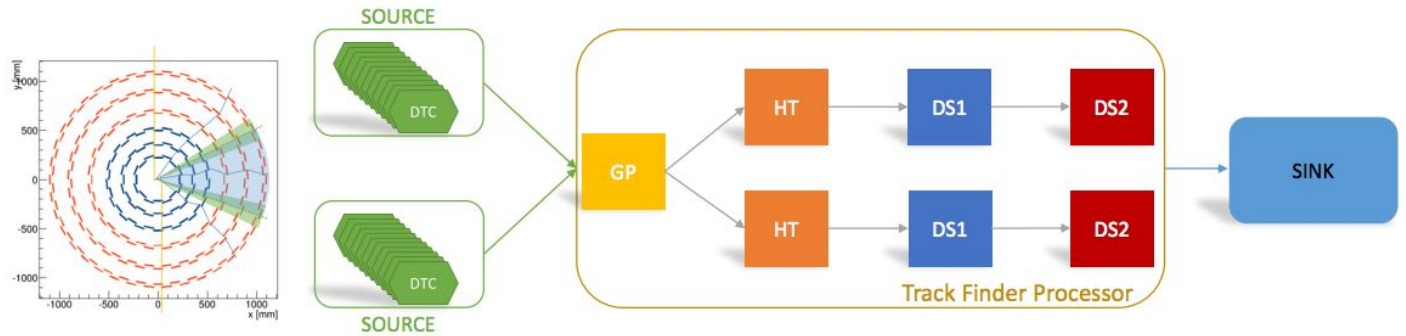 SOURCE
DTC
y [mm]
1000
500
0
-500
-1000
-1000
-500
0
500
1000
x [mm]
GP
HT
DS1
DS2
HT
DS1
DS2
Track Finder Processor
SINK
DTC
SOURCE